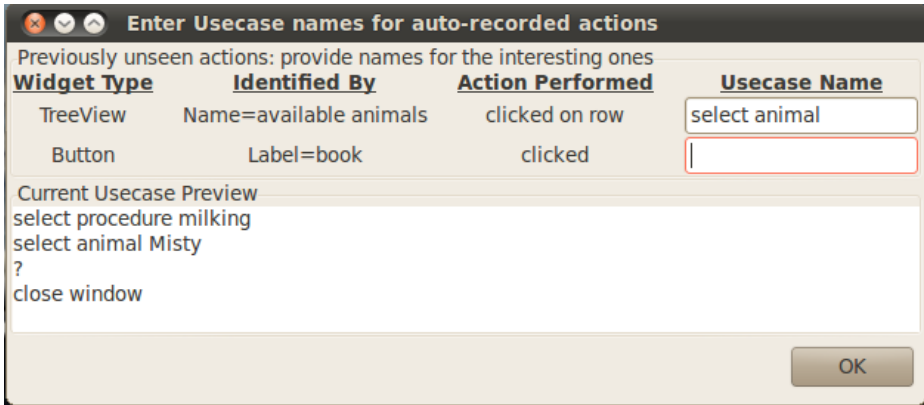 Enter Usecase names for auto-recorded actions
Previously unseen actions: provide names for the interesting ones
Widget Type Identified By Action Performed Usecase Name
TreeView Name=available animals clicked on row select animal
Button Label=book clicked
Current Usecase Preview
select procedure milking
select animal Misty
?
close window
OK